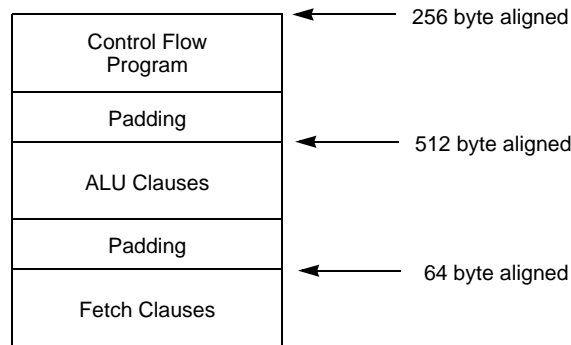 256 byte aligned
Control Flow
Program
Padding
512 byte aligned
ALU Clauses
Padding
64 byte aligned
Fetch Clauses